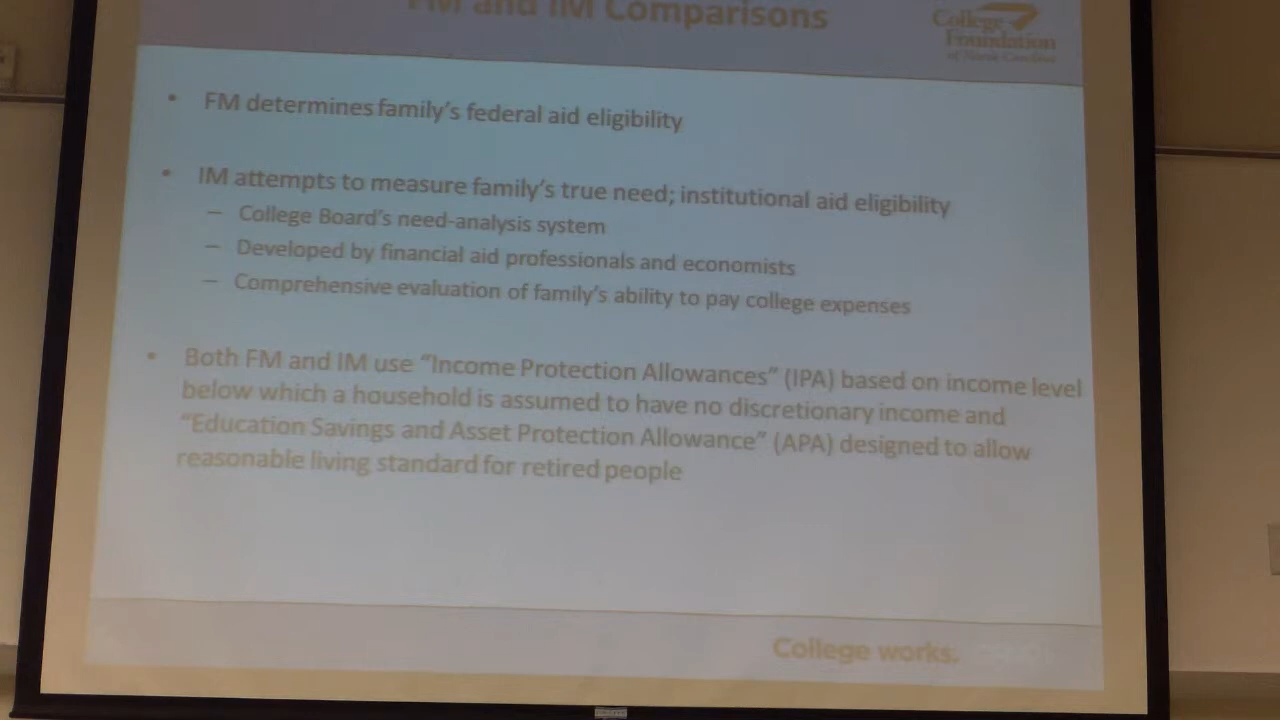 FM and IM Comparisons
College
Foundation
of North Carolina
• FM determines family's federal aid eligibility
• IM attempts to measure family's true need; institutional aid eligibility
– College Board's need-analysis system
– Developed by financial aid professionals and economists
– Comprehensive evaluation of family's ability to pay college expenses
• Both FM and IM use "Income Protection Allowances" (IPA) based on income level
below which a household is assumed to have no discretionary income and
"Education Savings and Asset Protection Allowance" (APA) designed to allow
reasonable living standard for retired people
College works.